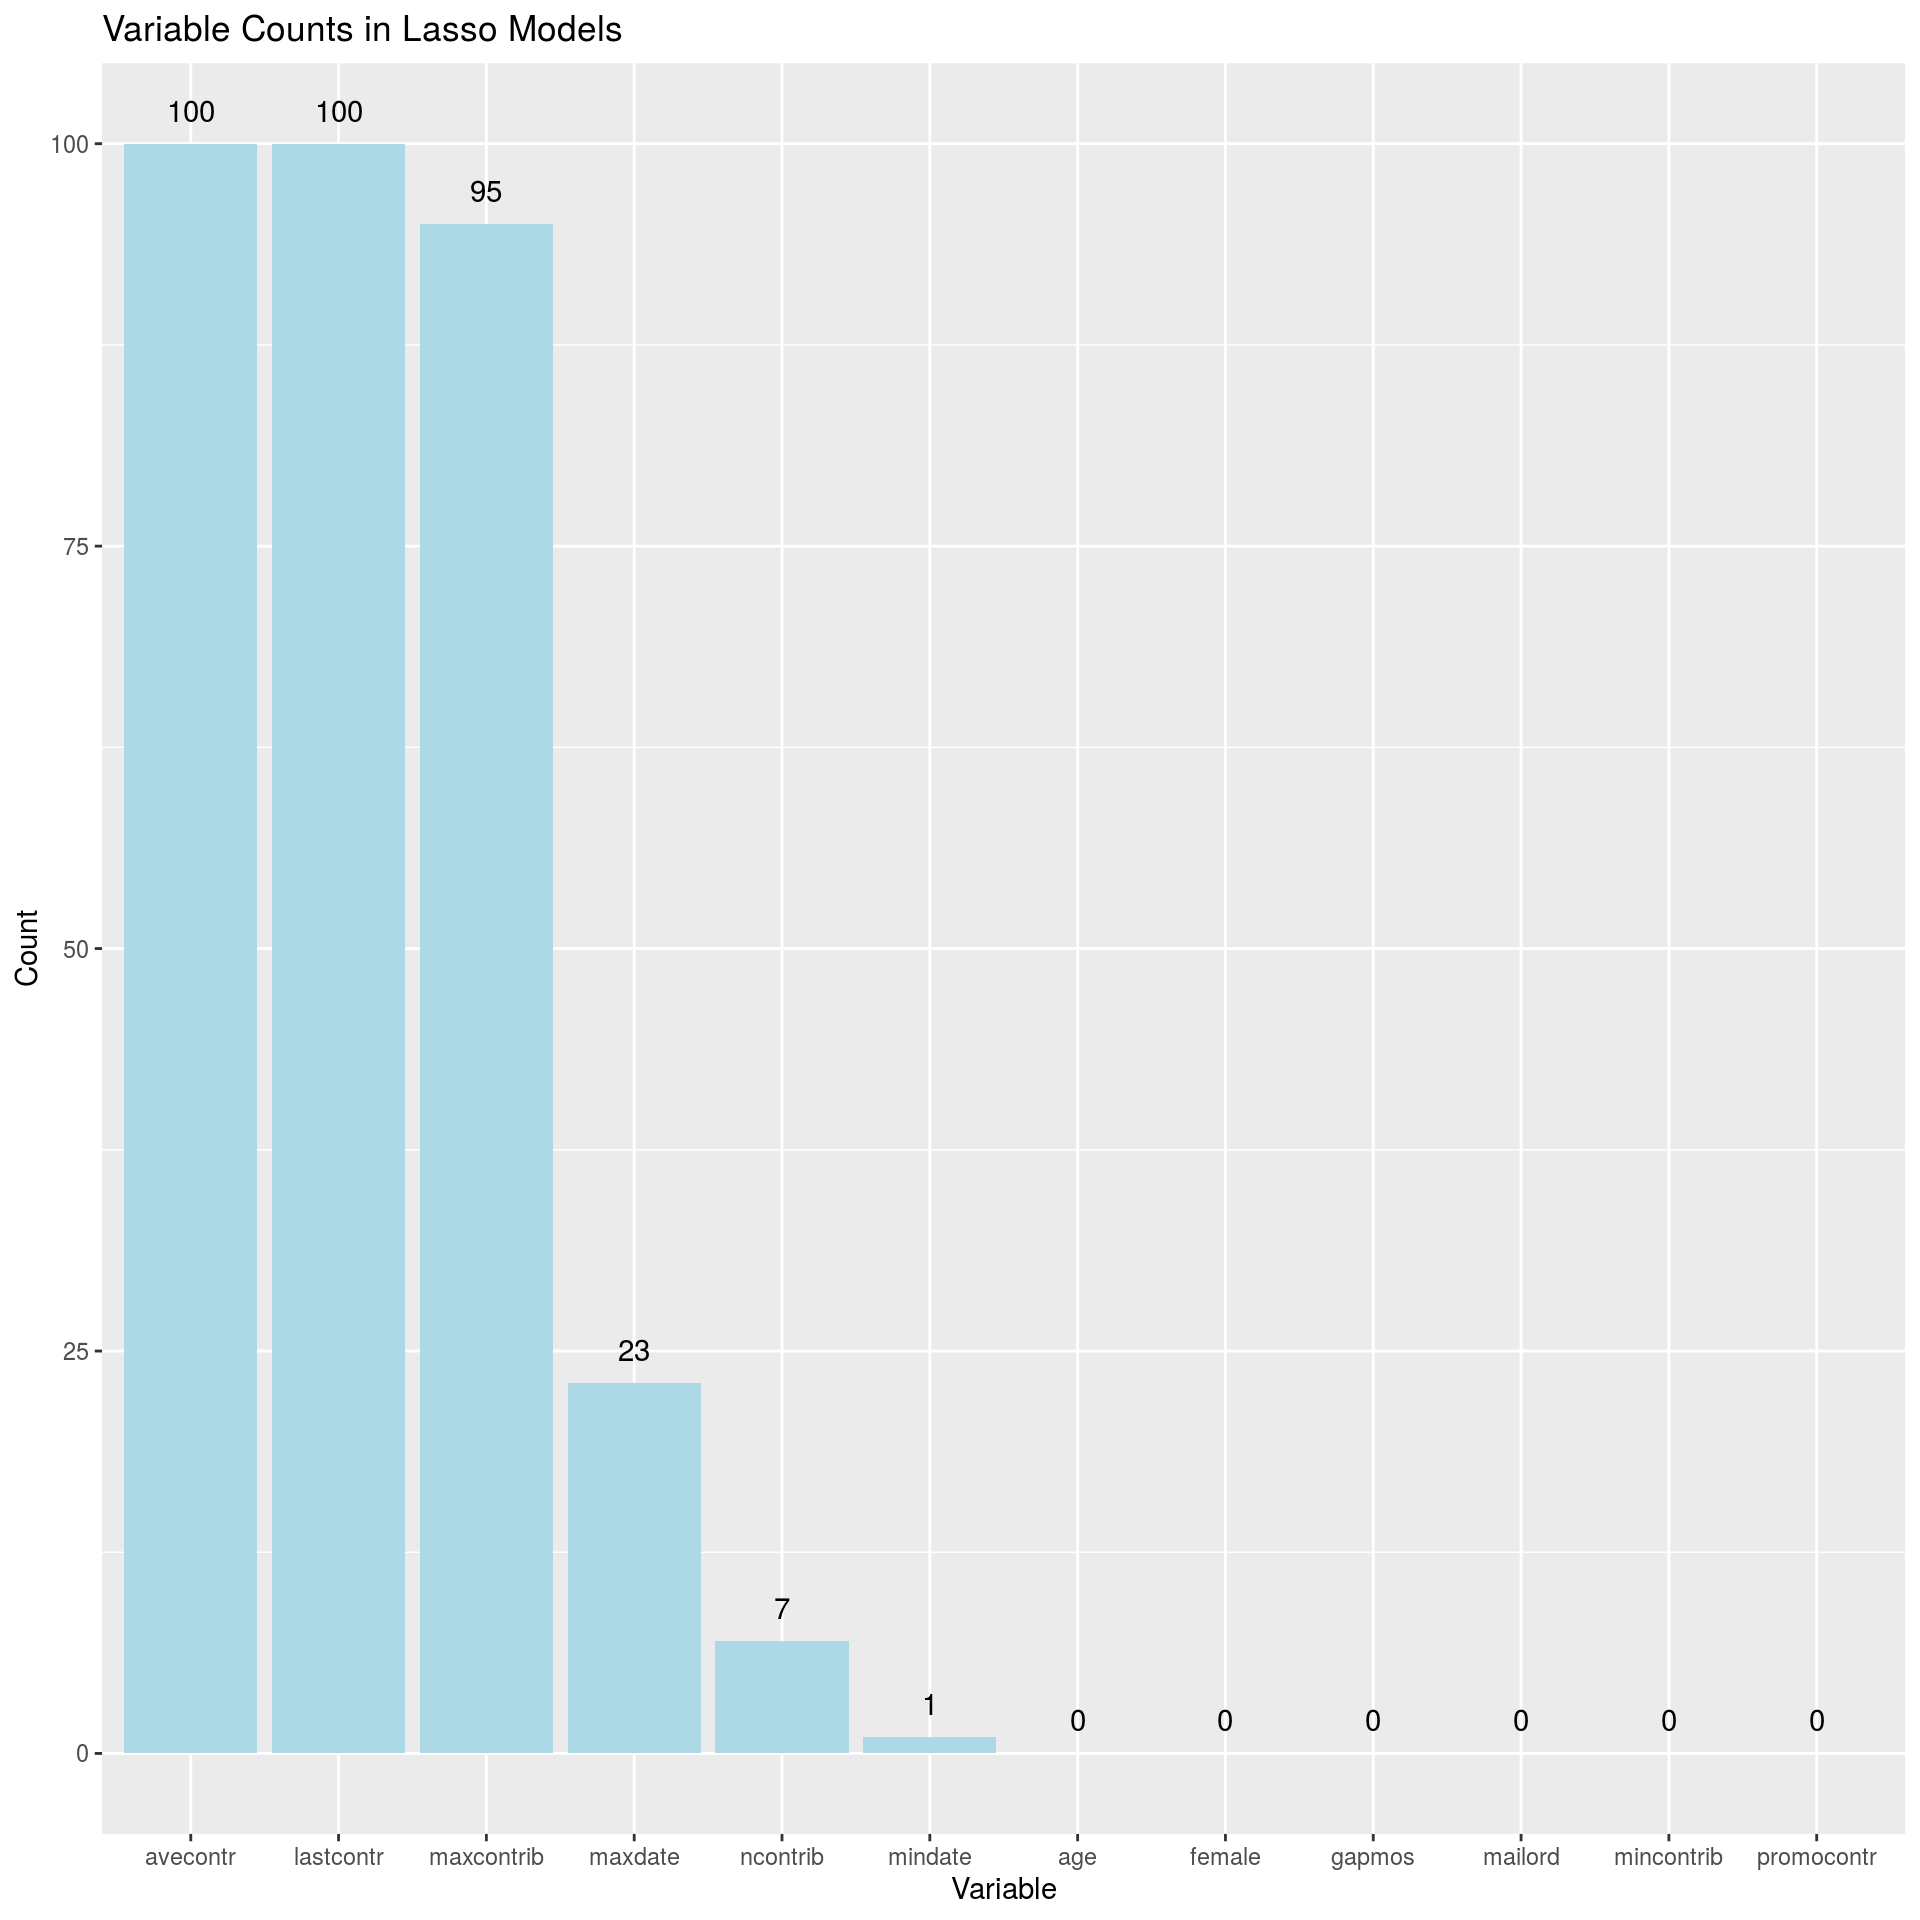 Variable Counts in Lasso Models
100 100
100
95
75
Count
50
25
23
7
1
0 0 0 0 0 0
0
avecontr lastcontr maxcontrib maxdate ncontrib mindate age female gapmos mailord mincontrib promocontr
Variable